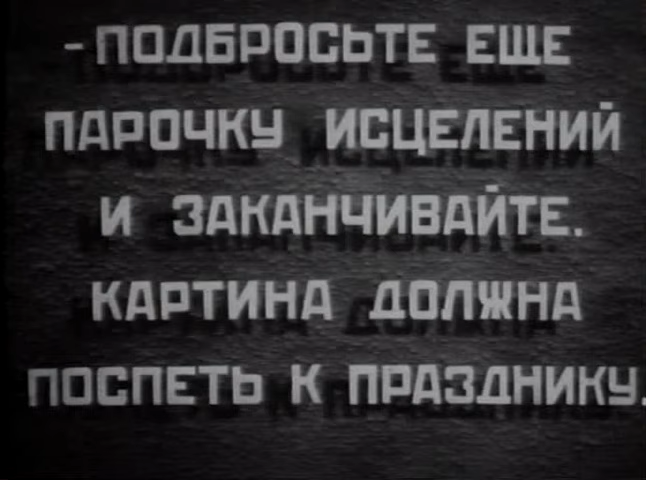 -ПОДБРОСЬТЕ ЕЩЕ
ПАРОЧКУ ИСЦЕЛЕНИЙ
И ЗАКАНЧИВАЙТЕ.
КАРТИНА ДОЛЖНА
ПОСПЕТЬ К ПРАЗДНИКУ.